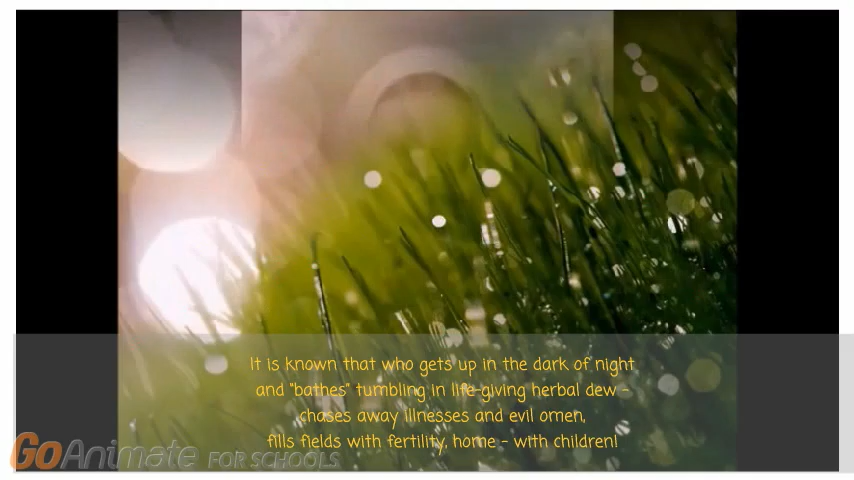 It is known that who gets up in the dark of night
and "bathes" tumbling in life-giving herbal dew -
chases away illnesses and evil omen,
fills fields with fertility, home - with children!
GoAnimate FOR SCHOOLS